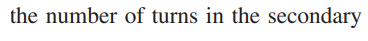 the number of turns in the secondary